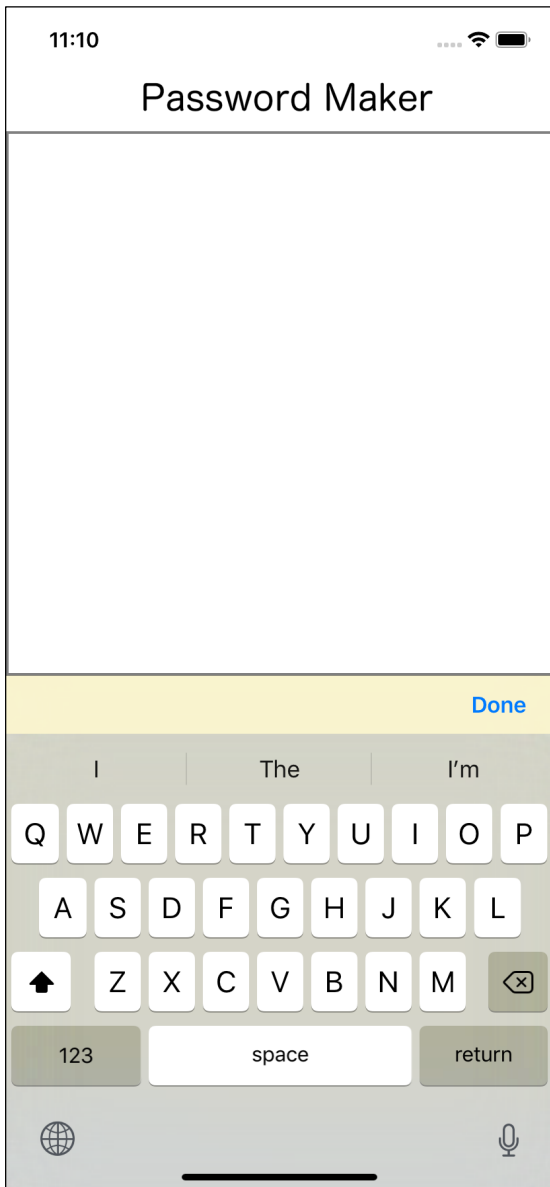 11:10
Password Maker
Done
I The I'm
Q W E R T Y U I O P
A S D F G H J K L
Z X C V B N M
123 space return